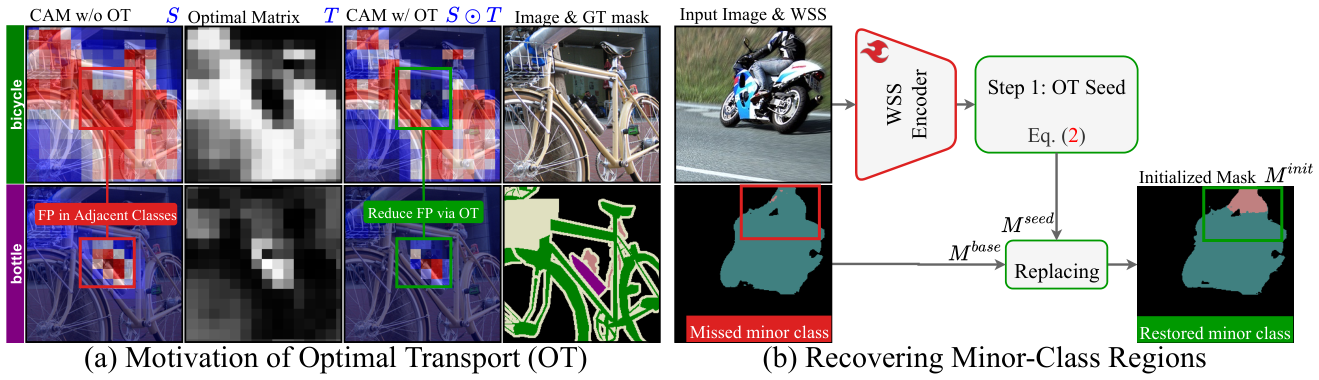 CAM w/o OT S
Optimal Matrix T
CAM w/ OT S ⊙ T
Image & GT mask
bicycle
FP in Adjacent Classes
Reduce FP via OT
bottle
(a) Motivation of Optimal Transport (OT)
Input Image & WSS
WSS
Encoder
Step 1: OT Seed
Eq. (2)
Initialized Mask M^{init}
M^{seed}
M^{base}
Replacing
Missed minor class
Restored minor class
(b) Recovering Minor-Class Regions